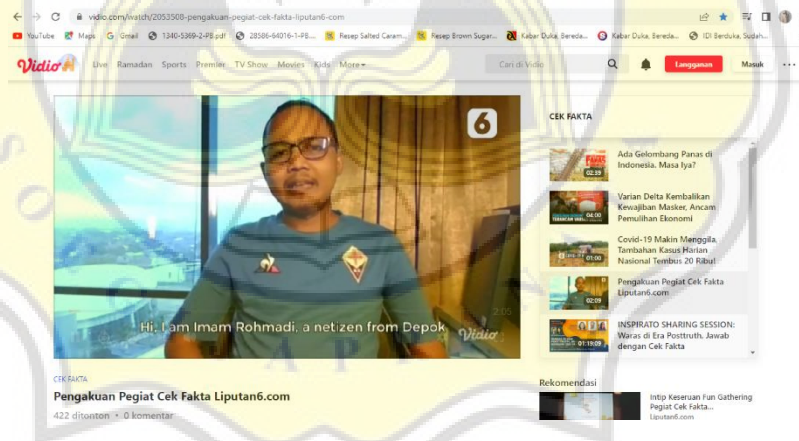 vidio.com/watch/2053508-pengakuan-pegiat-cek-fakta-liputan6-com
YouTube Maps Gmail 1340-5369-2-PB.pdf 28586-64016-1-PB.... Resep Salted Caram... Resep Brown Sugar... Kabar Duka, Bereda... Kabar Duka, Bereda... IDI Berduka, Sudah...
Vidio Live Ramadan Sports Premier TV Show Movies Kids More Cari di Vidio Langganan Masuk
6
Hi, I am Imam Rohmadi, a netizen from Depok
2:05
Vidio
CEK FAKTA
Pengakuan Pegiat Cek Fakta Liputan6.com
422 ditonton • 0 komentar
CEK FAKTA
02:39
Ada Gelombang Panas di
Indonesia. Masa Iya?
04:00
Varian Delta Kembalikan
Kewajiban Masker, Ancam
Pemulihan Ekonomi
01:00
Covid-19 Makin Menggila,
Tambahan Kasus Harian
Nasional Tembus 20 Ribu!
02:09
Pengakuan Pegiat Cek Fakta
Liputan6.com
01:19:09
INSPIRATO SHARING SESSION:
Waras di Era Posttruth, Jawab
dengan Cek Fakta
Rekomendasi
Intip Keseruan Fun Gathering
Pegiat Cek Fakta...
Liputan6.com